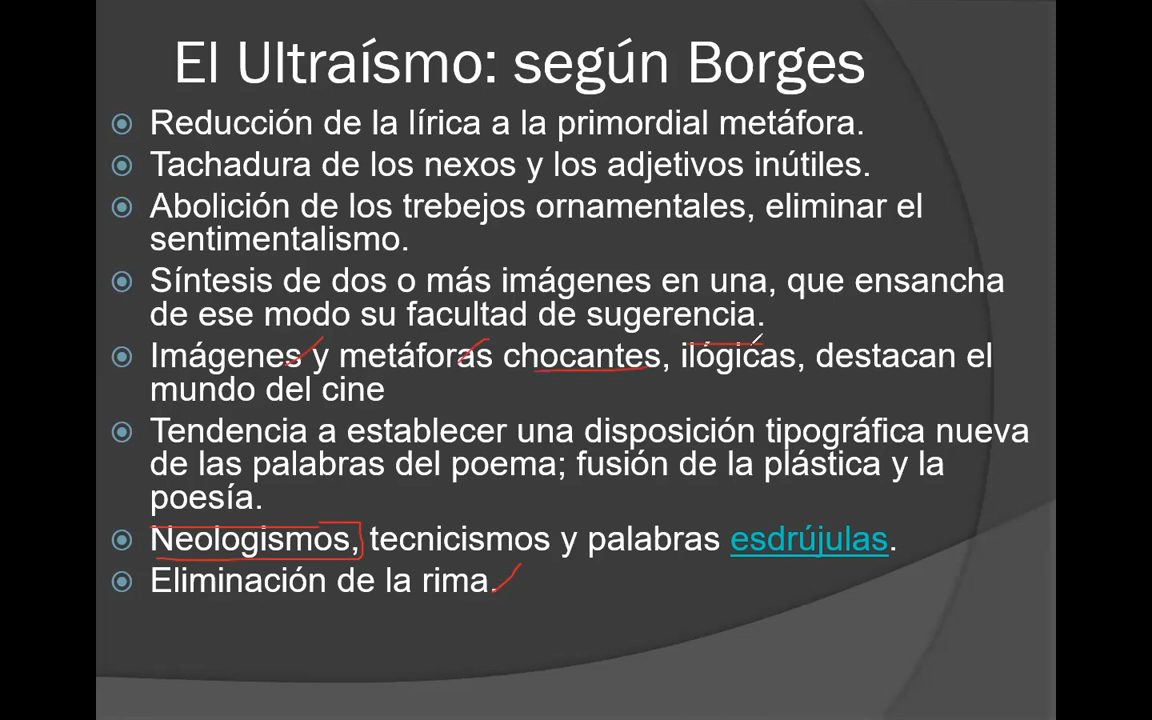 El Ultraísmo: según Borges
Reducción de la lírica a la primordial metáfora.
Tachadura de los nexos y los adjetivos inútiles.
Abolición de los trebejos ornamentales, eliminar el
sentimentalismo.
Síntesis de dos o más imágenes en una, que ensancha
de ese modo su facultad de sugerencia.
Imágenes y metáforas chocantes, ilógicas, destacan el
mundo del cine
Tendencia a establecer una disposición tipográfica nueva
de las palabras del poema; fusión de la plástica y la
poesía.
Neologismos, tecnicismos y palabras esdrújulas.
Eliminación de la rima.